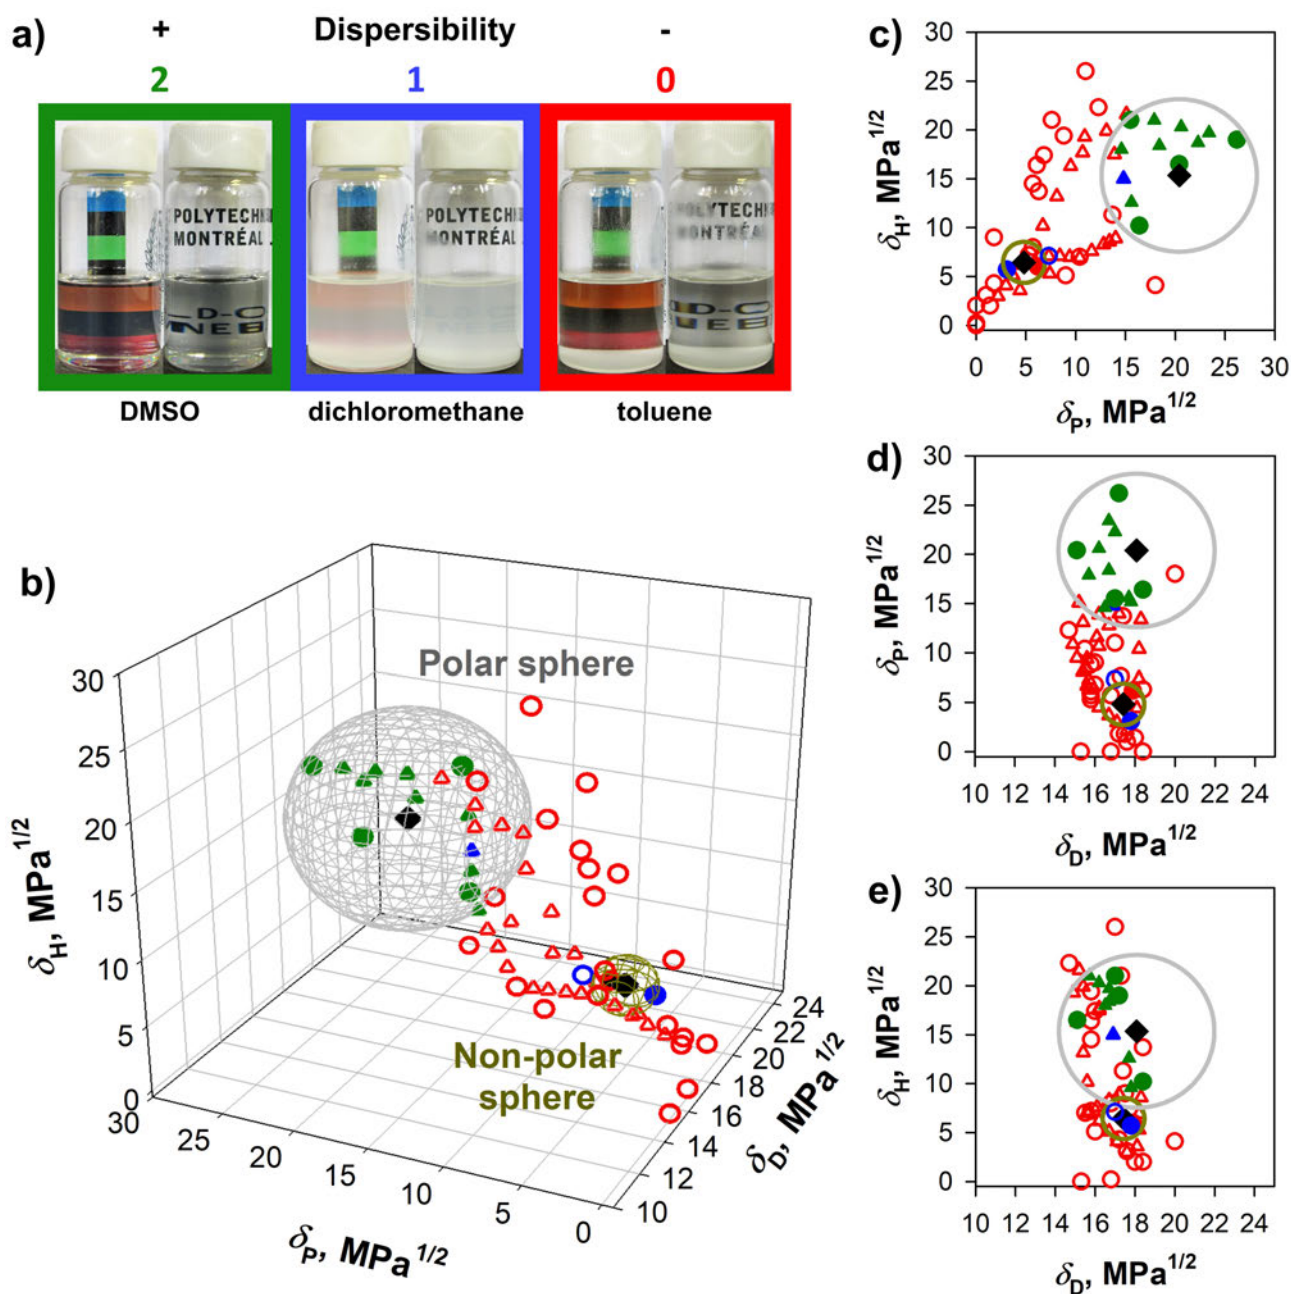 a) + Dispersibility -
2 1 0
POLYTECHN POLYTECHN POLYTECH
MONTRÉAL MONTRÉAL MONTRÉAL
DMSO dichloromethane toluene
b)
Polar sphere
Non-polar
sphere
δH, MPa1/2
30
25
20
15
10
5
0
δP, MPa1/2
30 25 20 15 10 5 0
δD, MPa1/2
10 12 14 16 18 20 22 24
c)
δH, MPa1/2
30
25
20
15
10
5
0
0 5 10 15 20 25 30
δP, MPa1/2
d)
δP, MPa1/2
30
25
20
15
10
5
0
10 12 14 16 18 20 22 24
δD, MPa1/2
e)
δH, MPa1/2
30
25
20
15
10
5
0
10 12 14 16 18 20 22 24
δD, MPa1/2